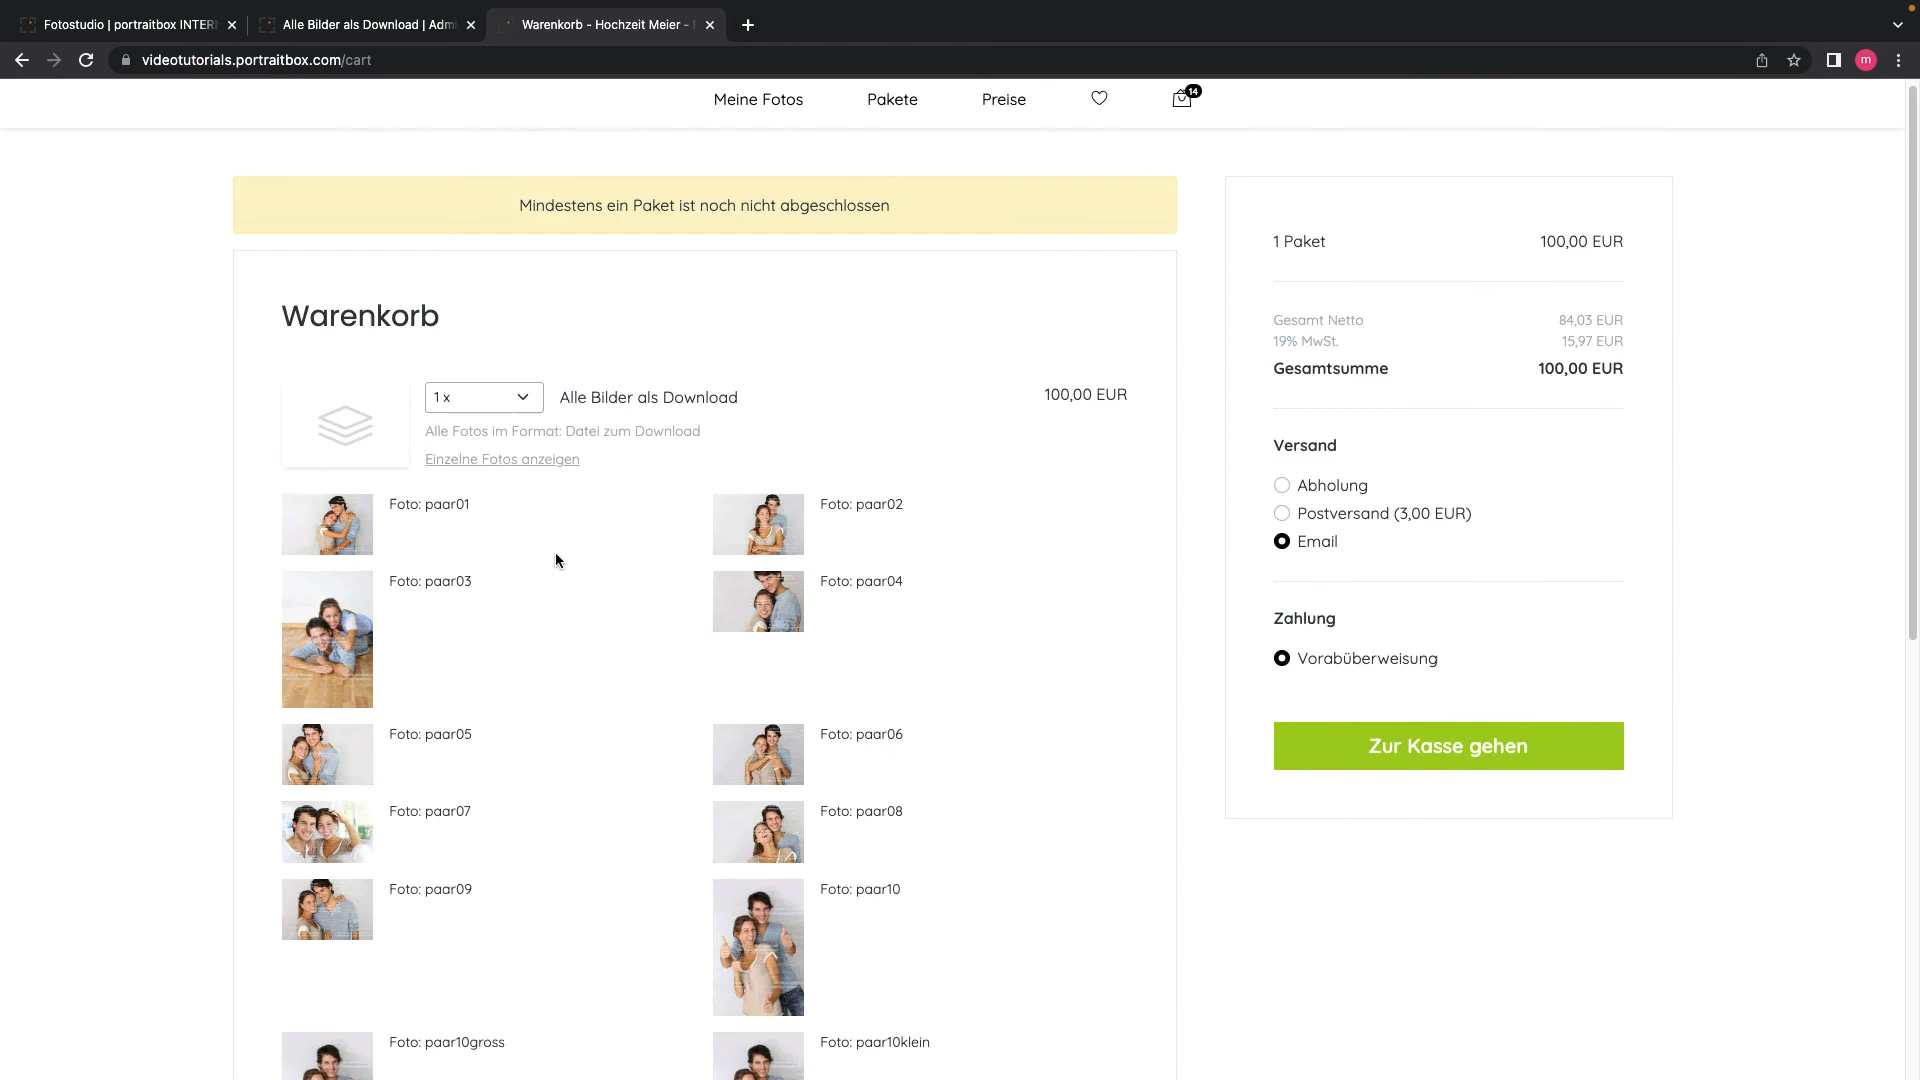 Fotostudio | portraitbox INTER
Alle Bilder als Download | Adm
Warenkorb - Hochzeit Meier -
videotutorials.portraitbox.com/cart
m
Meine Fotos
Pakete
Preise
14
Mindestens ein Paket ist noch nicht abgeschlossen
Warenkorb
1 x
Alle Bilder als Download
100,00 EUR
Alle Fotos im Format: Datei zum Download
Einzelne Fotos anzeigen
Foto: paar01
Foto: paar02
Foto: paar03
Foto: paar04
Foto: paar05
Foto: paar06
Foto: paar07
Foto: paar08
Foto: paar09
Foto: paar10
Foto: paar10gross
Foto: paar10klein
1 Paket 100,00 EUR
Gesamt Netto 84,03 EUR
19% MwSt. 15,97 EUR
Gesamtsumme 100,00 EUR
Versand
Abholung
Postversand (3,00 EUR)
Email
Zahlung
Vorabüberweisung
Zur Kasse gehen